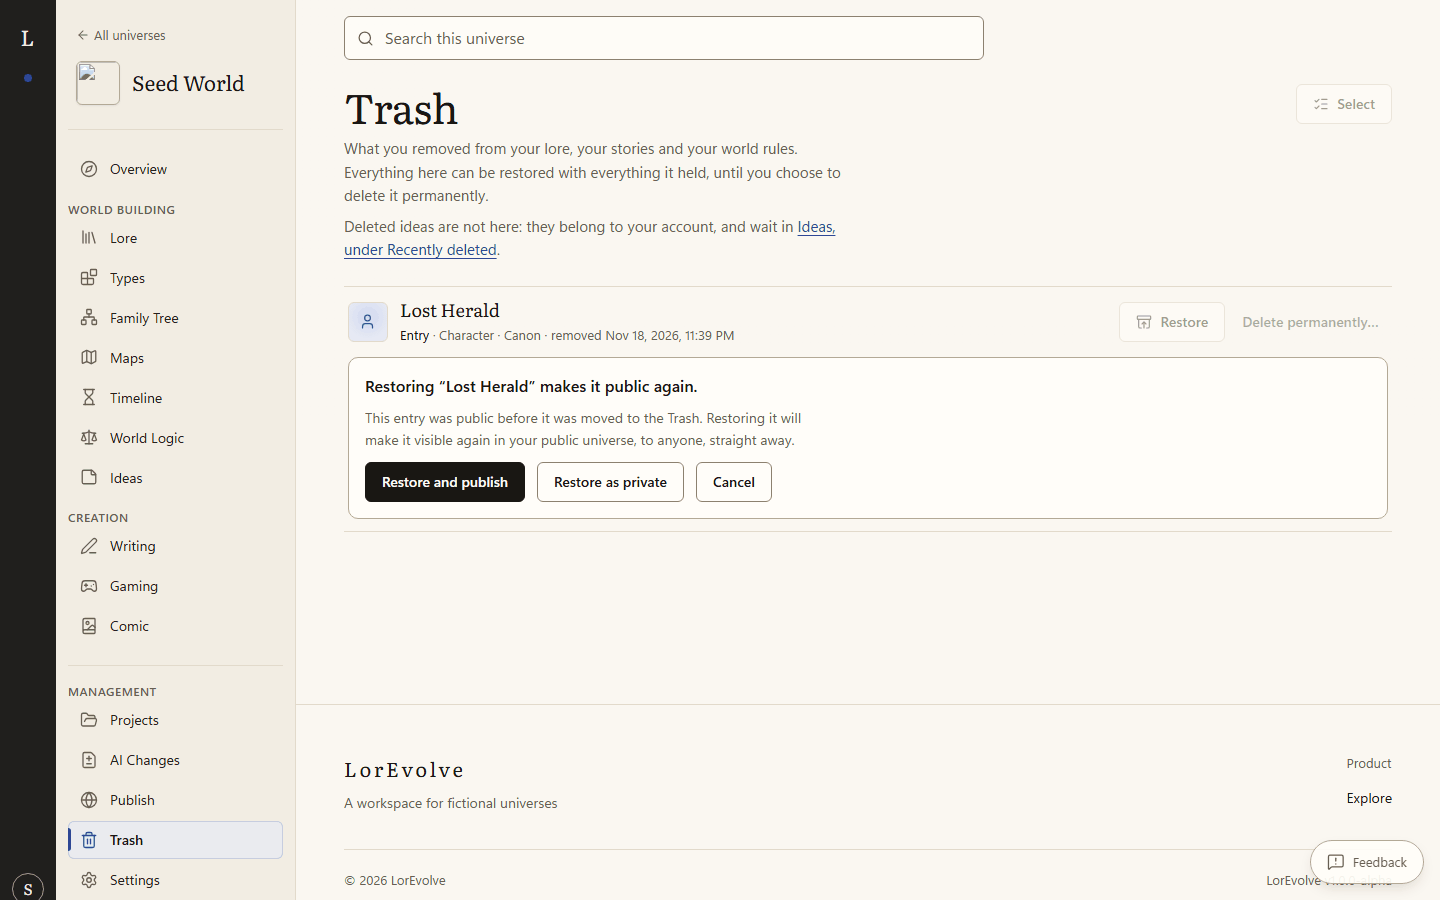 L
← All universes
Seed World
Overview
WORLD BUILDING
Lore
Types
Family Tree
Maps
Timeline
World Logic
Ideas
CREATION
Writing
Gaming
Comic
MANAGEMENT
Projects
AI Changes
Publish
Trash
Settings
S
Search this universe
Trash
Select
What you removed from your lore, your stories and your world rules.
Everything here can be restored with everything it held, until you choose to
delete it permanently.
Deleted ideas are not here: they belong to your account, and wait in Ideas,
under Recently deleted.
Lost Herald
Entry · Character · Canon · removed Nov 18, 2026, 11:39 PM
Restore
Delete permanently...
Restoring “Lost Herald” makes it public again.
This entry was public before it was moved to the Trash. Restoring it will
make it visible again in your public universe, to anyone, straight away.
Restore and publish
Restore as private
Cancel
LorEvolve
A workspace for fictional universes
Product
Explore
Feedback
© 2026 LorEvolve
LorEvolve